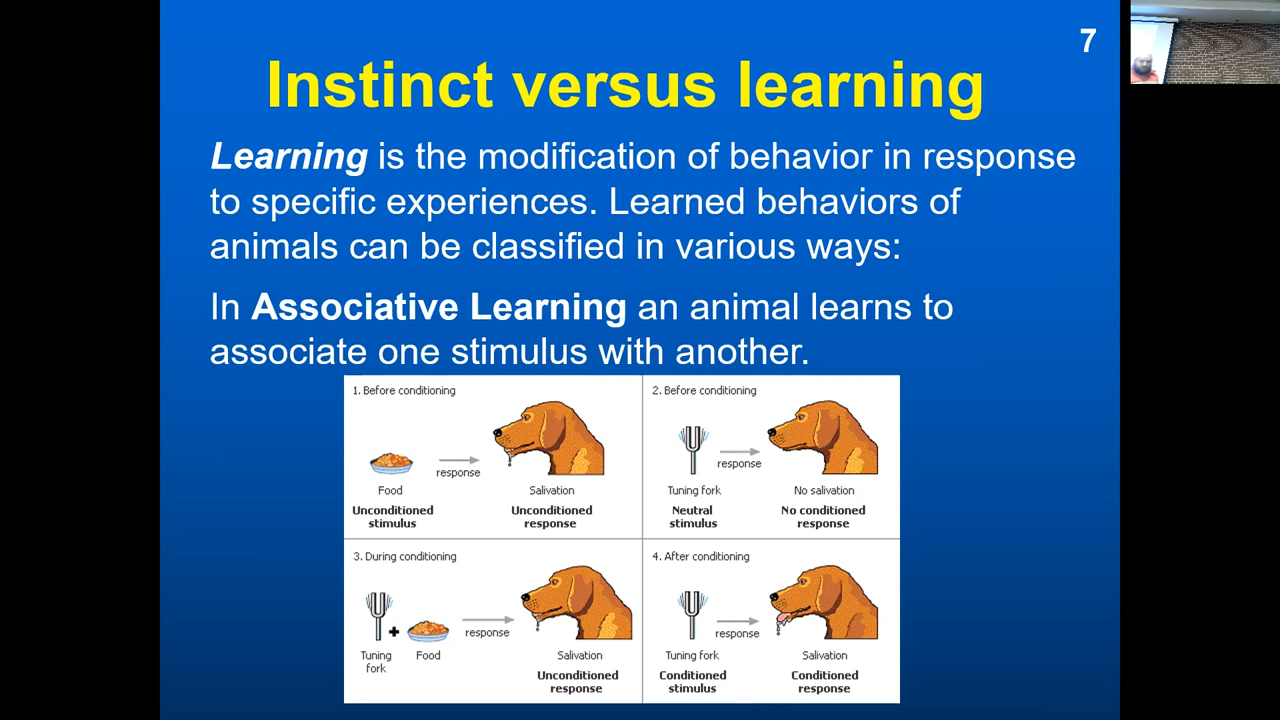 7
Instinct versus learning
Learning is the modification of behavior in response
to specific experiences. Learned behaviors of
animals can be classified in various ways:
In Associative Learning an animal learns to
associate one stimulus with another.
1. Before conditioning
response
Food
Salivation
Unconditioned
stimulus
Unconditioned
response
2. Before conditioning
response
Tuning fork
No salivation
Neutral
stimulus
No conditioned
response
3. During conditioning
+
response
Tuning
fork
Food
Salivation
Unconditioned
response
4. After conditioning
response
Tuning fork
Salivation
Conditioned
stimulus
Conditioned
response